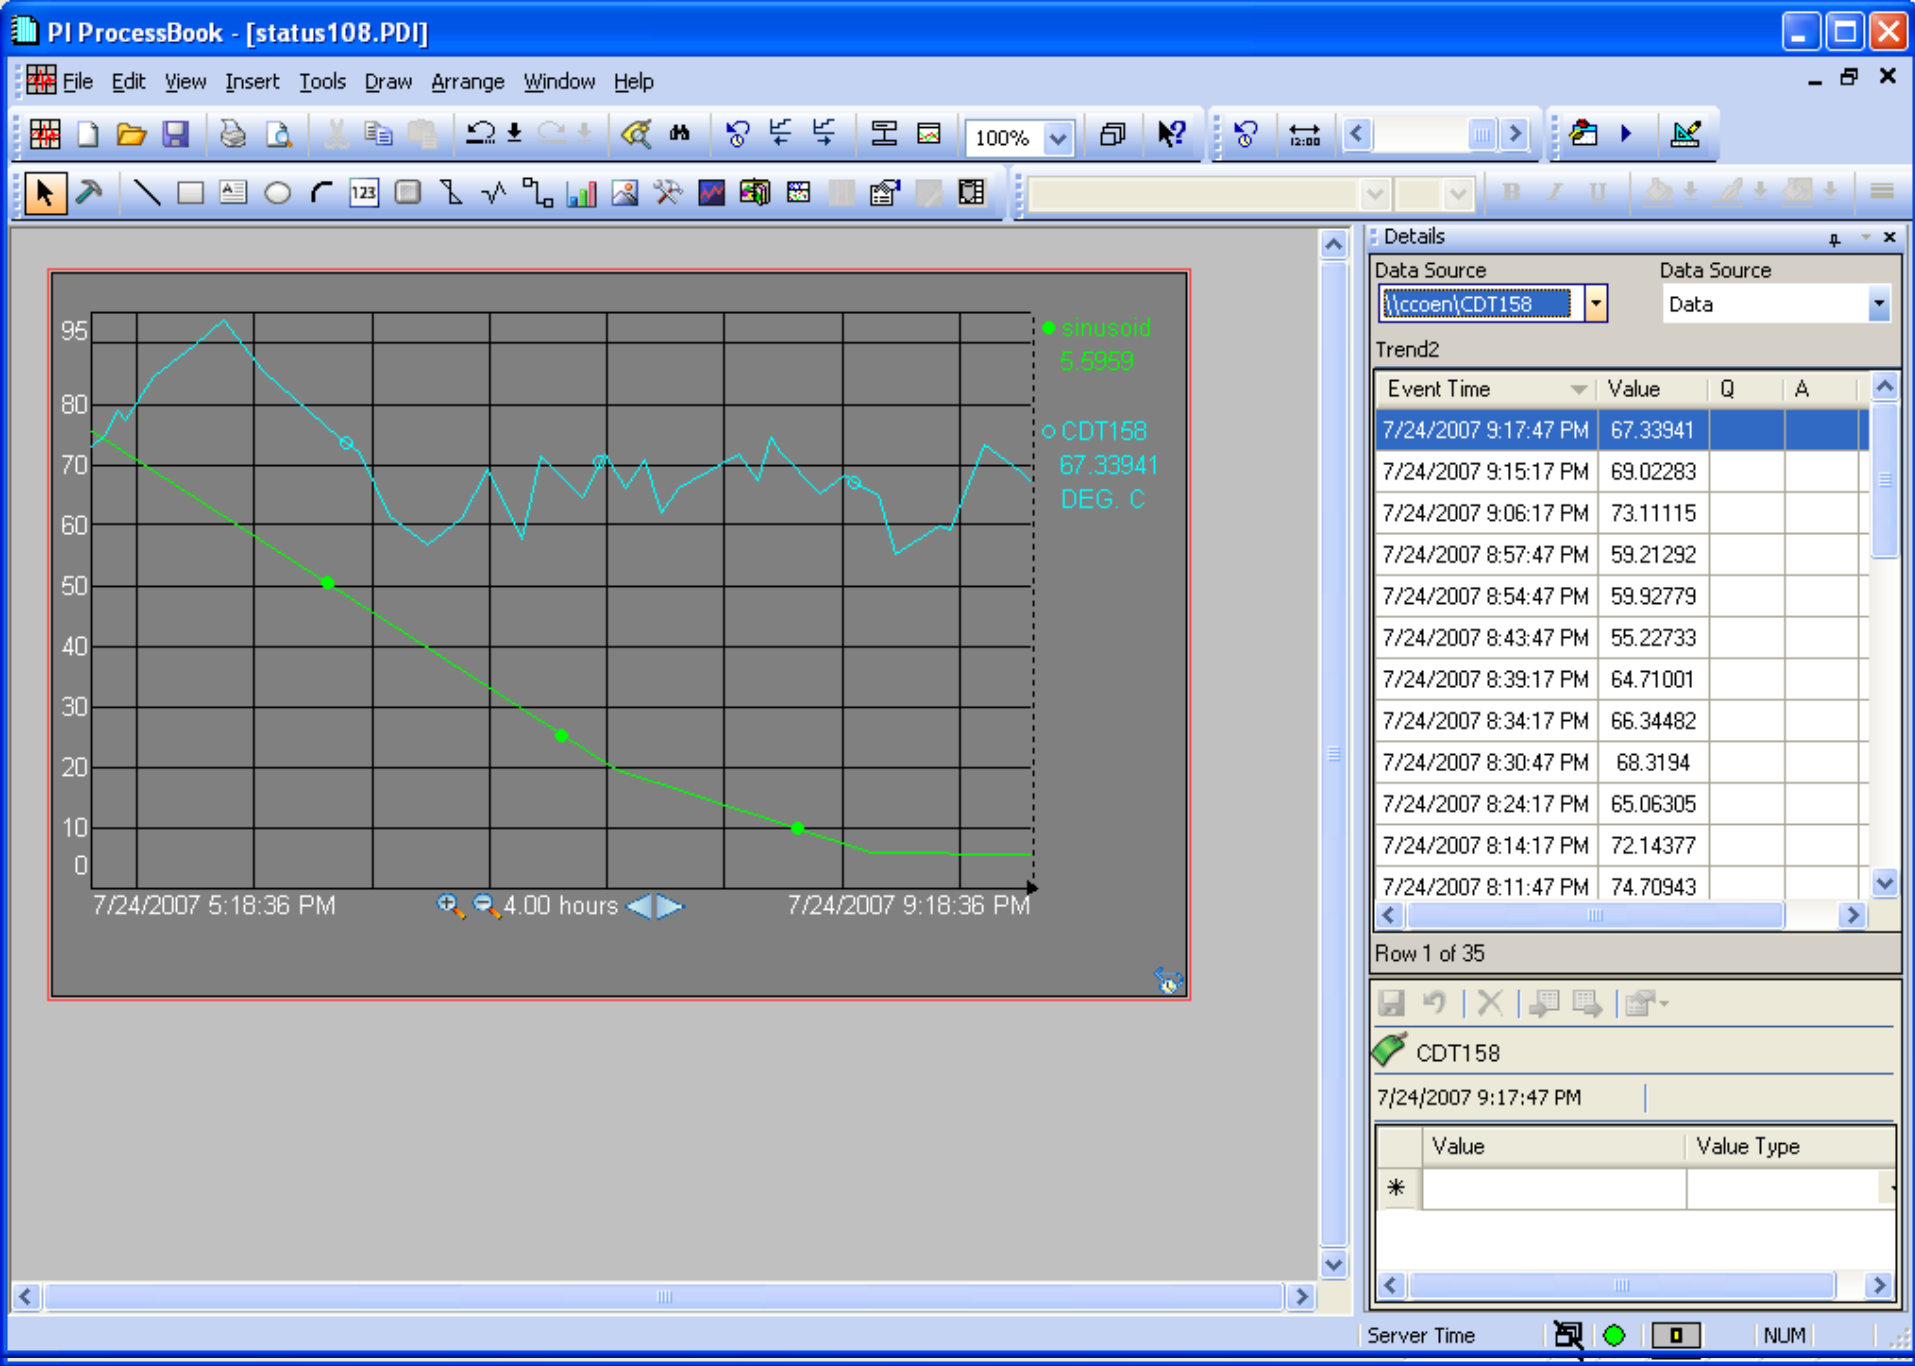 PI ProcessBook - [status108.PDI]
File Edit View Insert Tools Draw Arrange Window Help
100%
12:00
A
123
B I U
Details
Data Source Data Source
\\ccoen\CDT158 Data
Trend2
Event Time Value Q A
7/24/2007 9:17:47 PM 67.33941
7/24/2007 9:15:17 PM 69.02283
7/24/2007 9:06:17 PM 73.11115
7/24/2007 8:57:47 PM 59.21292
7/24/2007 8:54:47 PM 59.92779
7/24/2007 8:43:47 PM 55.22733
7/24/2007 8:39:17 PM 64.71001
7/24/2007 8:34:17 PM 66.34482
7/24/2007 8:30:47 PM 68.3194
7/24/2007 8:24:17 PM 65.06305
7/24/2007 8:14:17 PM 72.14377
7/24/2007 8:11:47 PM 74.70943
Row 1 of 35
CDT158
7/24/2007 9:17:47 PM
Value Value Type
95
80
70
60
50
40
30
20
10
0
sinusoid
5.5959
CDT158
67.33941
DEG. C
7/24/2007 5:18:36 PM 4.00 hours 7/24/2007 9:18:36 PM
Server Time NUM